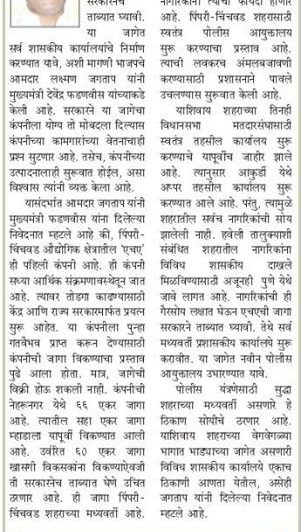 सरकारनेच
ताब्यात घ्यावी.
या जागेत
सर्व शासकीय कार्यालयांचे निर्माण
करण्यात यावे, अशी मागणी भाजपचे
आमदार लक्ष्मण जगताप यांनी
मुख्यमंत्री देवेंद्र फडणवीस यांच्याकडे
केली आहे. सरकारने या जागेचा
कंपनीला योग्य तो मोबदला दिल्यास
कंपनीच्या कामगारांच्या वेतनाचाही
प्रश्न सुटणार आहे. तसेच, कंपनीच्या
उत्पादनालाही सुरूवात होईल, असा
विश्वास त्यांनी व्यक्त केला आहे.
यासंदर्भात आमदार जगताप यांनी
मुख्यमंत्री फडणवीस यांना दिलेल्या
निवेदनात म्हटले आहे की, पिंपरी-
चिंचवड औद्योगिक क्षेत्रातील 'एचए'
ही पहिली कंपनी आहे. ही कंपनी
सध्या आर्थिक संक्रमणावस्थेतून जात
आहे. त्यावर तोडगा काढण्यासाठी
केंद्र आणि राज्य सरकारमार्फत प्रयत्न
सुरू आहेत. या कंपनीला पुन्हा
गतवैभव प्राप्त करून देण्यासाठी
कंपनीची जागा विकण्याचा प्रस्ताव
पुढे आला होता. मात्र, जागेची
विक्री होऊ शकली नाही. कंपनीची
नेहरूनगर येथे ६६ एकर जागा
आहे. त्यातील सहा एकर जागा
म्हाडाला यापूर्वी विकण्यात आली
आहे. उर्वरित ६० एकर जागा
खासगी विकसकांना विकण्याऐवजी
ती सरकारनेच ताब्यात घेणे उचित
ठरणार आहे. ही जागा पिंपरी-
चिंचवड शहराच्या मध्यवर्ती आहे.
नागरिकांना त्याचा फायदा होणार
आहे. पिंपरी-चिंचवड शहरासाठी
स्वतंत्र पोलीस आयुक्तालय
सुरू करण्याचा प्रस्ताव आहे.
त्याची लवकरच अंमलबजावणी
करण्यासाठी प्रशासनाने पावले
उचलण्यास सुरूवात केली आहे.
याशिवाय शहराच्या तिनही
विधानसभा मतदारसंघासाठी
स्वतंत्र तहसील कार्यालय सुरू
करण्याचे यापूर्वीच जाहीर झाले
आहे. त्यानुसार आकुर्डी येथे
अप्पर तहसील कार्यालय सुरू
करण्यात आले आहे. परंतु, त्यामुळे
शहरातील सर्वच नागरिकांची सोय
झालेली नाही. हवेली तालुक्याशी
संबंधित शहरातील नागरिकांना
विविध शासकीय दाखले
मिळविण्यासाठी अजूनही पुणे येथे
जावे लागत आहे. नागरिकांची ही
गैरसोय लक्षात घेऊन एचएची जागा
सरकारने ताब्यात घ्यावी. तेथे सर्व
मध्यवर्ती प्रशासकीय कार्यालये सुरू
करावीत. या जागेत नवीन पोलीस
आयुक्तालय उभारण्यात यावे.
पोलीस यंत्रणेसाठी सुद्धा
शहराच्या मध्यवर्ती असणारे हे
ठिकाण सोयीचे ठरणार आहे.
याशिवाय शहराच्या वेगवेगळ्या
भागात भाड्याच्या जागेत असणारी
विविध शासकीय कार्यालये एकाच
ठिकाणी आणता येतील, असेही
जगताप यांनी दिलेल्या निवेदनात
म्हटले आहे.